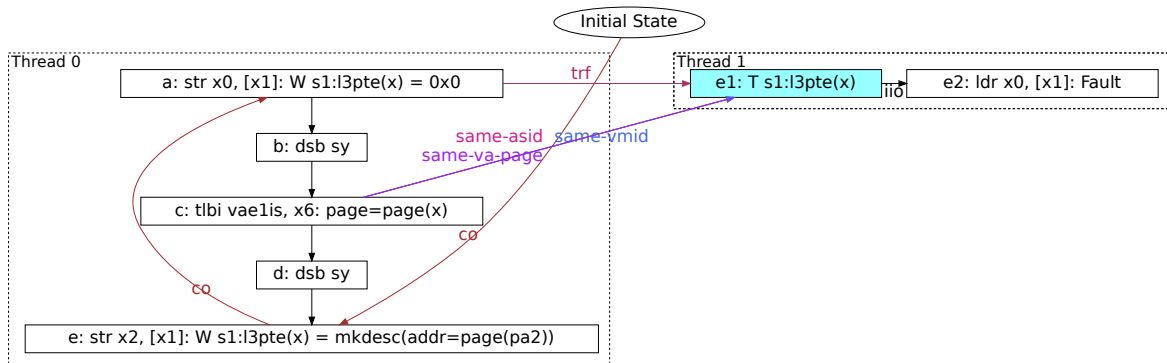 Initial State
Thread 0
Thread 1
a: str x0, [x1]: W s1:l3pte(x) = 0x0
trf
e1: T s1:l3pte(x)
iio
e2: ldr x0, [x1]: Fault
b: dsb sy
same-asid
same-vmid
same-va-page
c: tlbi vae1is, x6: page=page(x)
co
d: dsb sy
co
e: str x2, [x1]: W s1:l3pte(x) = mkdesc(addr=page(pa2))